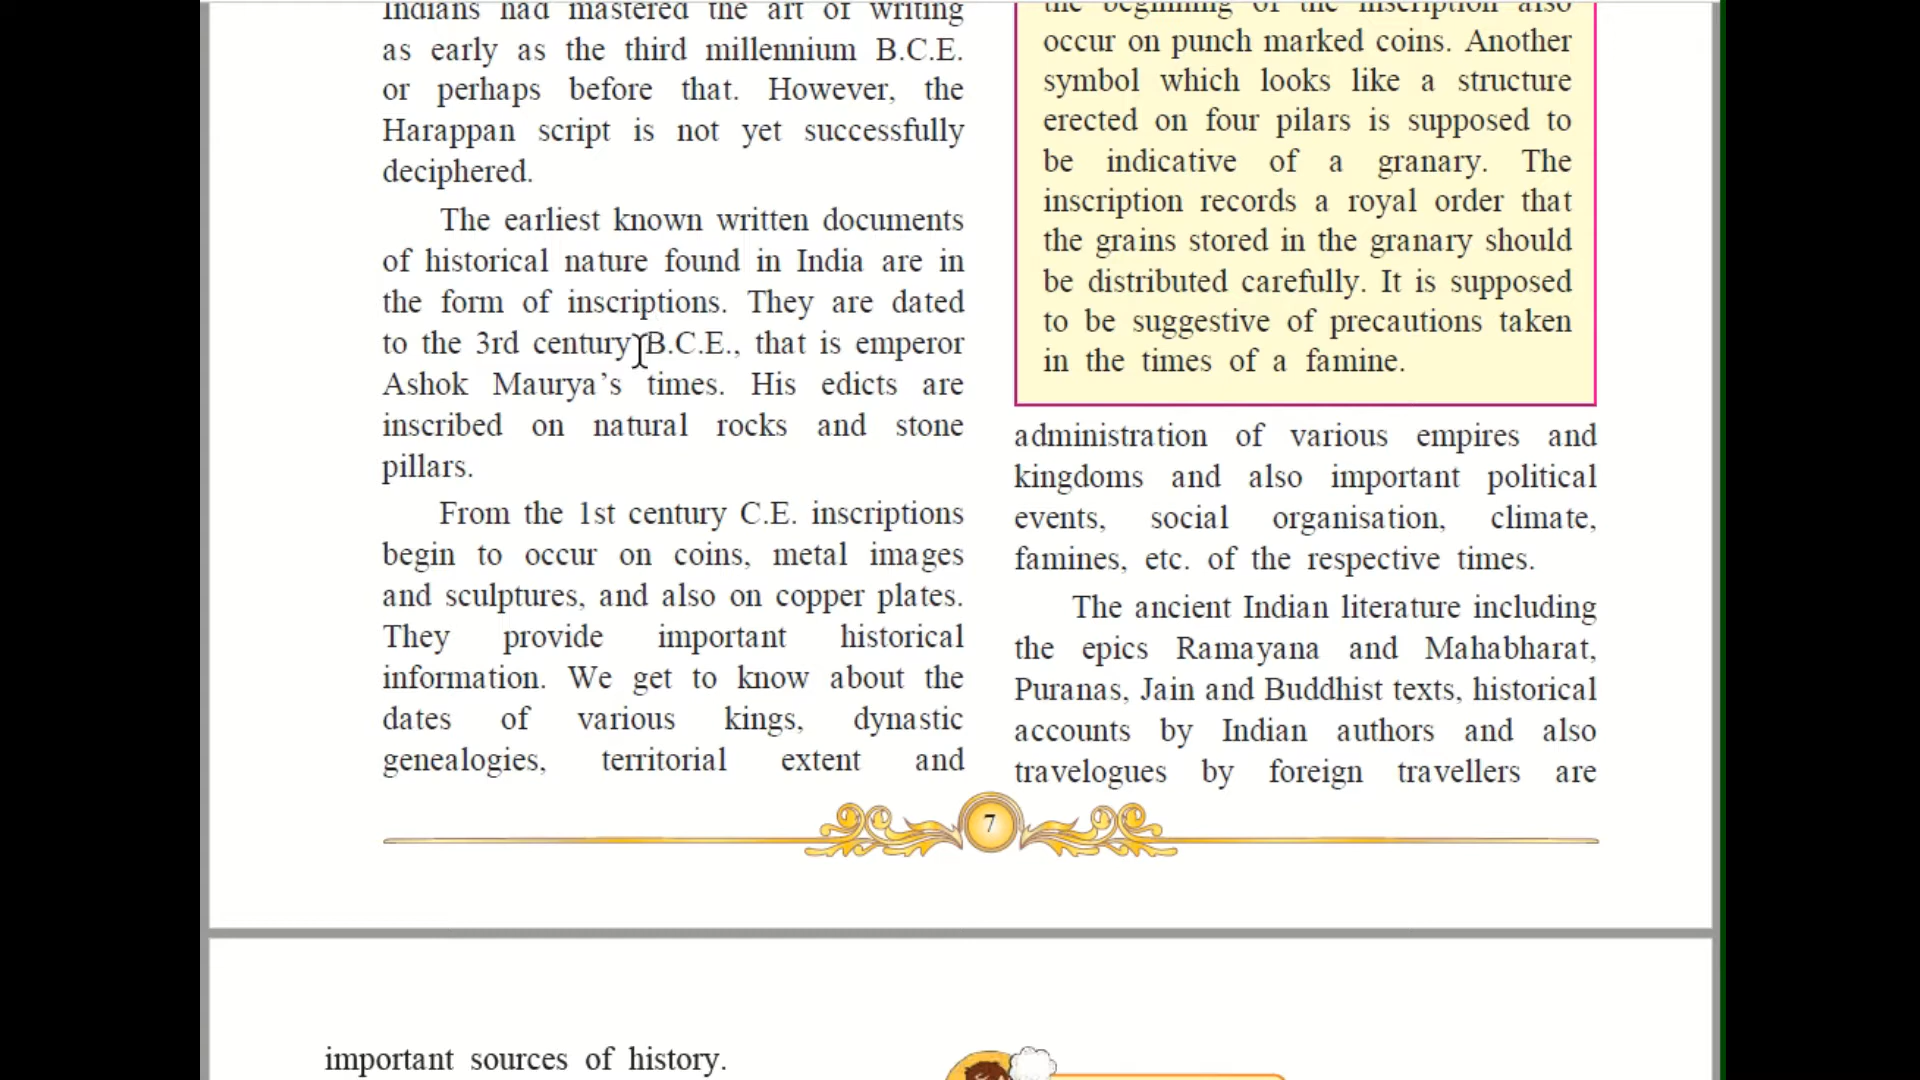 Indians had mastered the art of writing
as early as the third millennium B.C.E.
or perhaps before that. However, the
Harappan script is not yet successfully
deciphered.
The earliest known written documents
of historical nature found in India are in
the form of inscriptions. They are dated
to the 3rd century B.C.E., that is emperor
Ashok Maurya’s times. His edicts are
inscribed on natural rocks and stone
pillars.
From the 1st century C.E. inscriptions
begin to occur on coins, metal images
and sculptures, and also on copper plates.
They provide important historical
information. We get to know about the
dates of various kings, dynastic
genealogies, territorial extent and
the beginning of the inscription also
occur on punch marked coins. Another
symbol which looks like a structure
erected on four pillars is supposed to
be indicative of a granary. The
inscription records a royal order that
the grains stored in the granary should
be distributed carefully. It is supposed
to be suggestive of precautions taken
in the times of a famine.
administration of various empires and
kingdoms and also important political
events, social organisation, climate,
famines, etc. of the respective times.
The ancient Indian literature including
the epics Ramayana and Mahabharat,
Puranas, Jain and Buddhist texts, historical
accounts by Indian authors and also
travelogues by foreign travellers are
7
important sources of history.